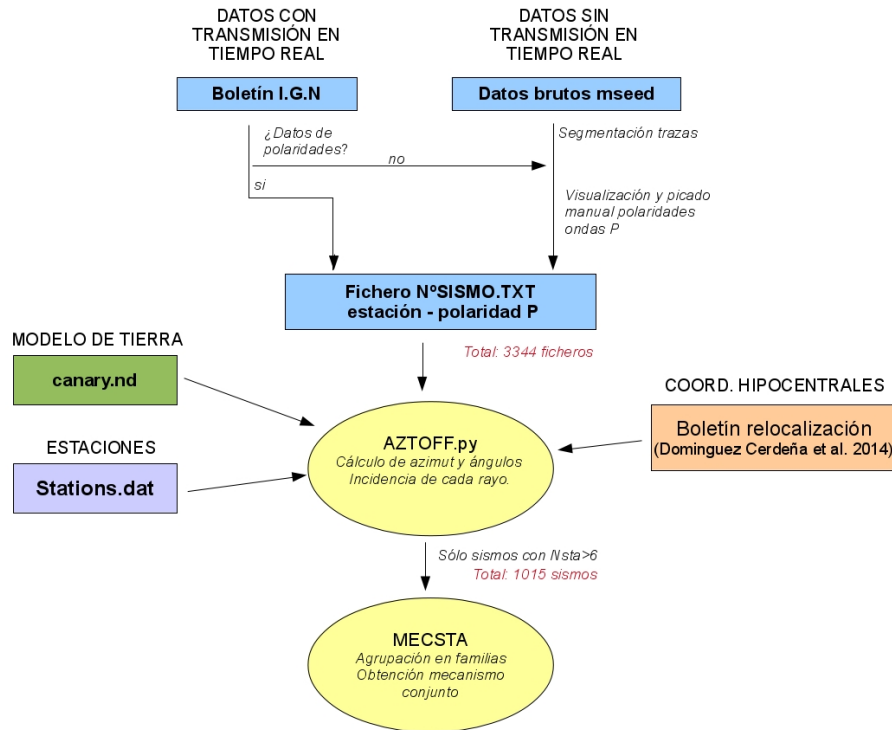 DATOS CON
TRANSMISIÓN EN
TIEMPO REAL
DATOS SIN
TRANSMISIÓN EN
TIEMPO REAL
Boletín I.G.N
Datos brutos mseed
¿Datos de
polaridades?
no
si
Segmentación trazas
Visualización y picado
manual polaridades
ondas P
Fichero NºSISMO.TXT
estación - polaridad P
Total: 3344 ficheros
MODELO DE TIERRA
canary.nd
ESTACIONES
Stations.dat
COORD. HIPOCENTRALES
Boletín relocalización
(Dominguez Cerdeña et al. 2014)
AZTOFF.py
Cálculo de azimut y ángulos
Incidencia de cada rayo.
Sólo sismos con Nsta>6
Total: 1015 sismos
MECSTA
Agrupación en familias
Obtención mecanismo
conjunto